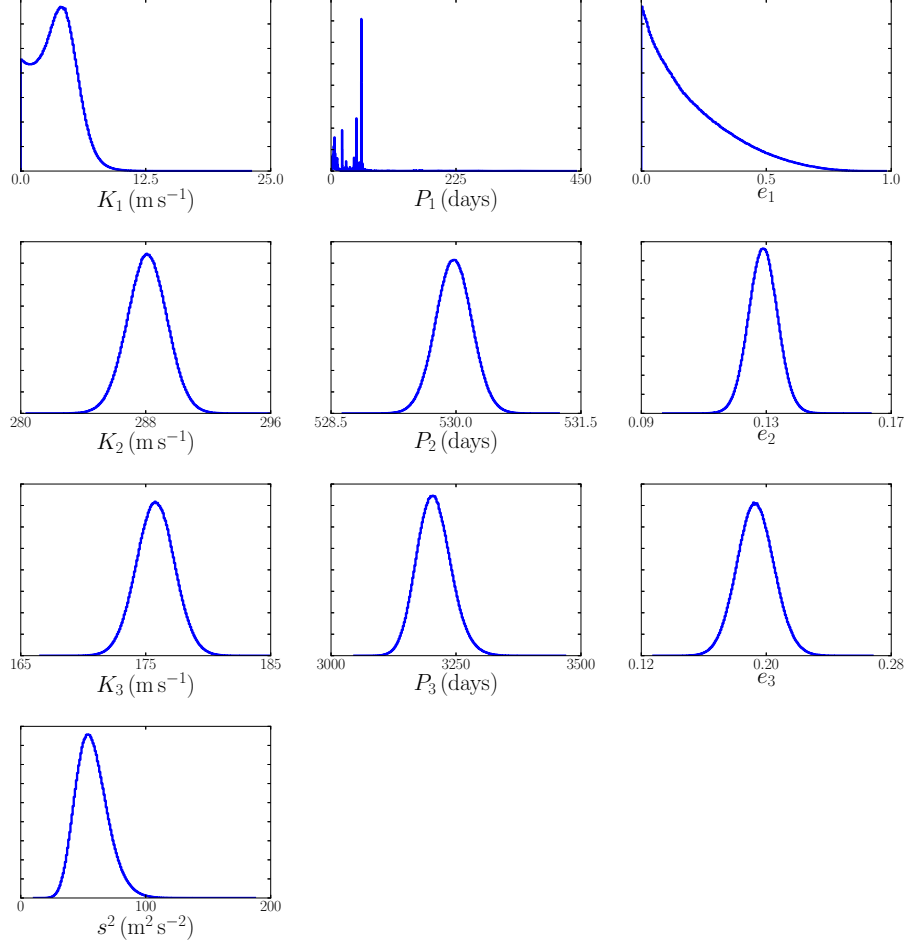 0.0 12.5 25.0 0 225 450 0.0 0.5 1.0
K₁ (m s⁻¹) P₁ (days) e₁
280 288 296 528.5 530.0 531.5 0.09 0.13 0.17
K₂ (m s⁻¹) P₂ (days) e₂
165 175 185 3000 3250 3500 0.12 0.20 0.28
K₃ (m s⁻¹) P₃ (days) e₃
0 100 200
s² (m² s⁻²)